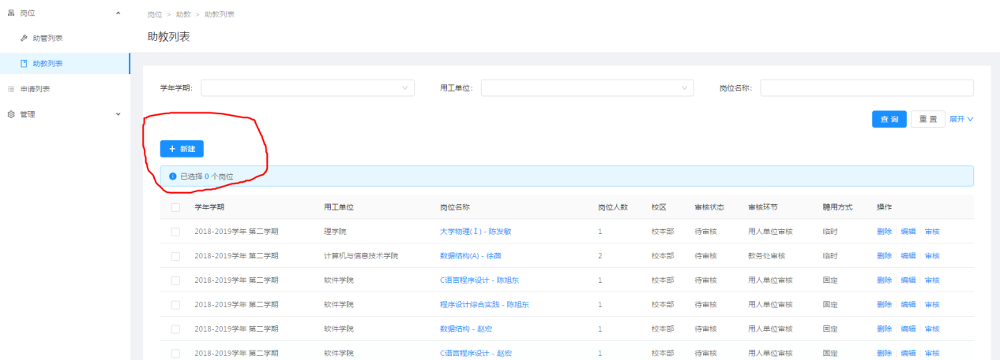 岗位
岗位 > 助教 > 助教列表
助管列表
助教列表
助教列表
申请列表
管理
学年学期:
用工单位:
岗位名称:
查 询 重 置 展开
+ 新建
已选择 0 个岗位
学年学期 用工单位 岗位名称 岗位人数 校区 审核状态 审核环节 聘用方式 操作
2018-2019学年 第二学期 理学院 大学物理(Ⅰ) - 陈发敏 1 校本部 待审核 用人单位审核 临时 删除 编辑 审核
2018-2019学年 第二学期 计算机与信息技术学院 数据结构(A) - 徐薇 2 校本部 待审核 教务处审核 临时 删除 编辑 审核
2018-2019学年 第二学期 软件学院 C语言程序设计 - 陈旭东 1 校本部 待审核 用人单位审核 固定 删除 编辑 审核
2018-2019学年 第二学期 软件学院 程序设计综合实践 - 陈旭东 1 校本部 待审核 用人单位审核 固定 删除 编辑 审核
2018-2019学年 第二学期 软件学院 数据结构 - 赵宏 1 校本部 待审核 用人单位审核 固定 删除 编辑 审核
2018-2019学年 第二学期 软件学院 C语言程序设计 - 赵宏 1 校本部 待审核 用人单位审核 固定 删除 编辑 审核